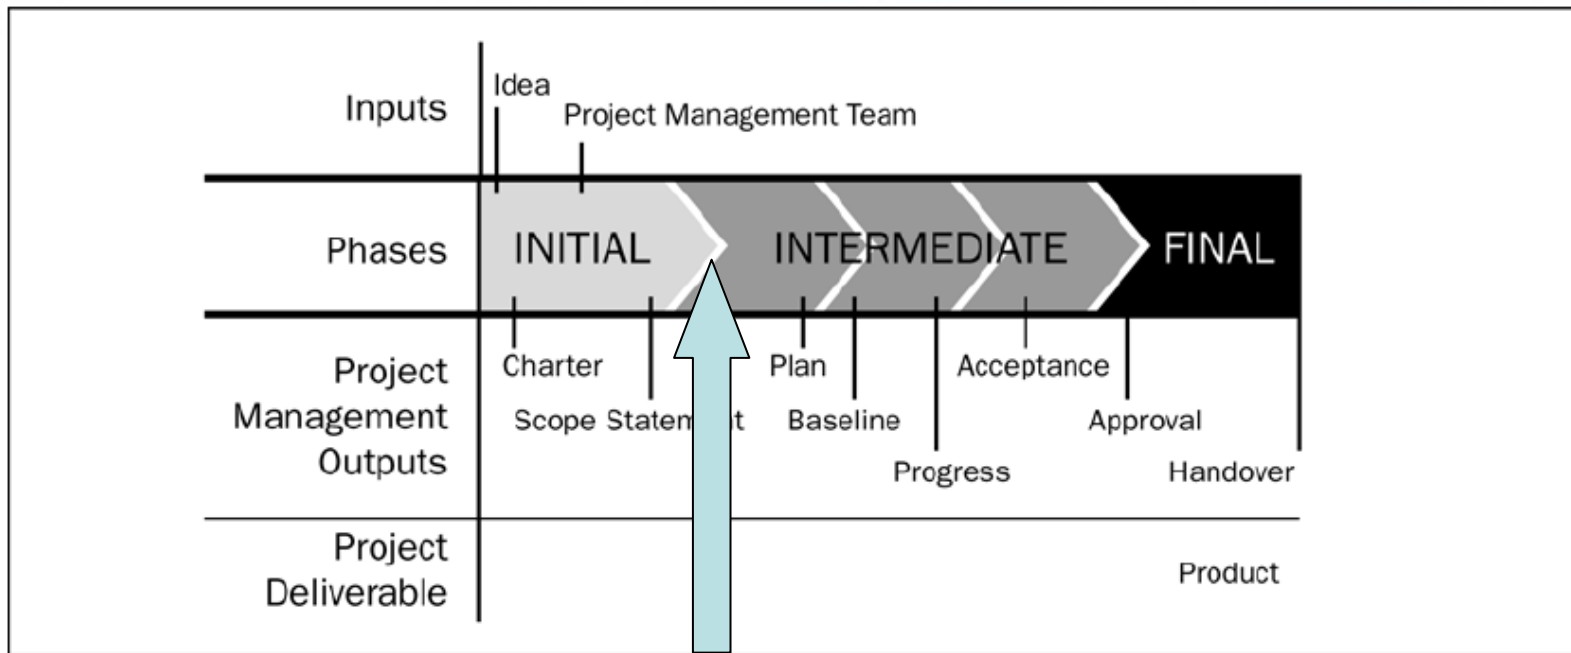 Idea
Inputs
Project Management Team
Phases
INITIAL
INTERMEDIATE
FINAL
Project
Management
Outputs
Charter
Plan
Acceptance
Scope
Baseline
Approval
Progress
Handover
Project
Deliverable
Product